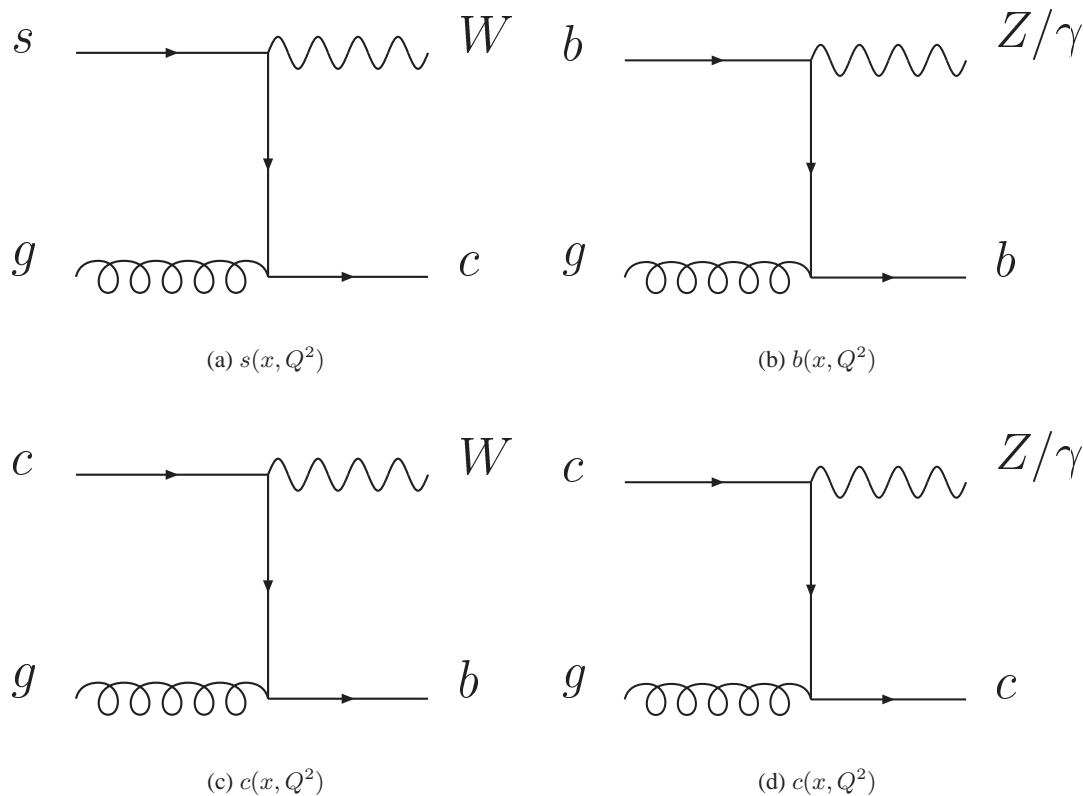 s W b Z/γ
g c g b
(a) s(x, Q²) (b) b(x, Q²)
c W c Z/γ
g b g c
(c) c(x, Q²) (d) c(x, Q²)